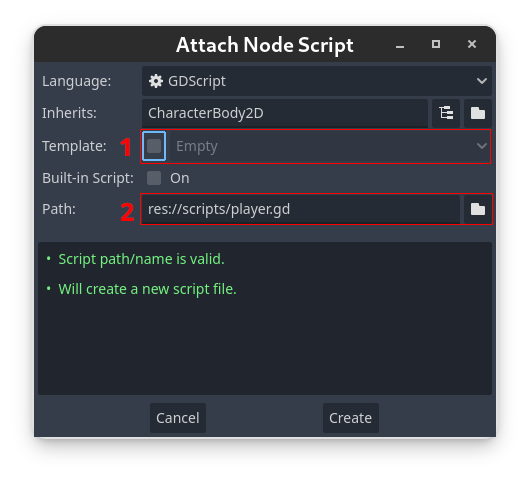 Attach Node Script
Language: GDScript
Inherits: CharacterBody2D
Template: 1 Empty
Built-in Script: On
Path: 2 res://scripts/player.gd
• Script path/name is valid.
• Will create a new script file.
Cancel Create